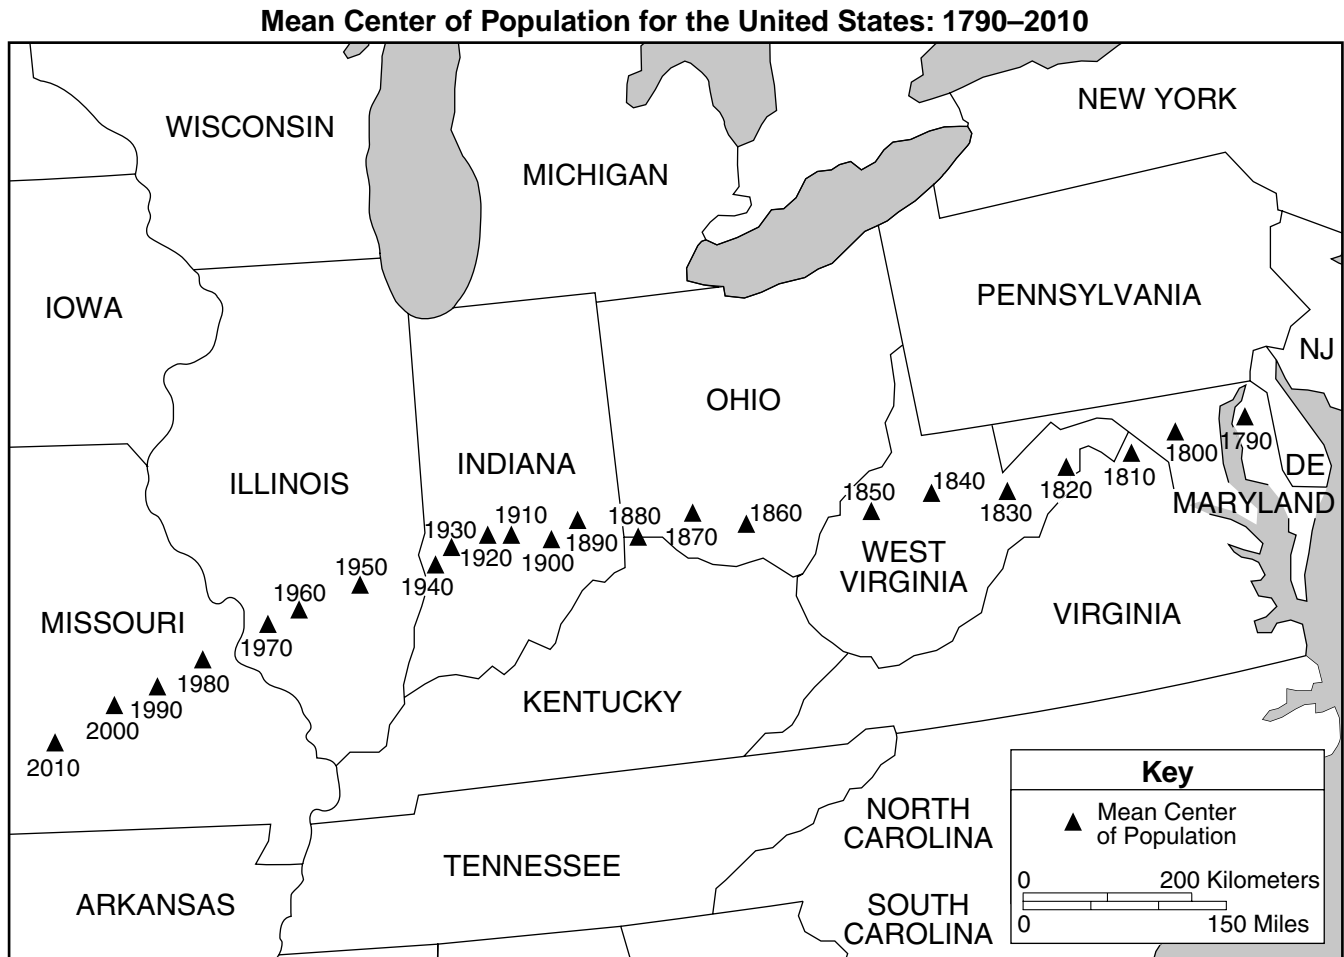 Mean Center of Population for the United States: 1790–2010
NEW YORK
WISCONSIN
MICHIGAN
IOWA
PENNSYLVANIA
NJ
OHIO
ILLINOIS
INDIANA
1790
1800
1810
DE
1820
MARYLAND
1830
1840
1850
1860
1870
1880
1890
1900
1910
1920
1930
1940
WEST
VIRGINIA
VIRGINIA
1950
1960
1970
MISSOURI
1980
1990
2000
2010
KENTUCKY
TENNESSEE
ARKANSAS
NORTH
CAROLINA
SOUTH
CAROLINA
Key
Mean Center
of Population
0 200 Kilometers
0 150 Miles